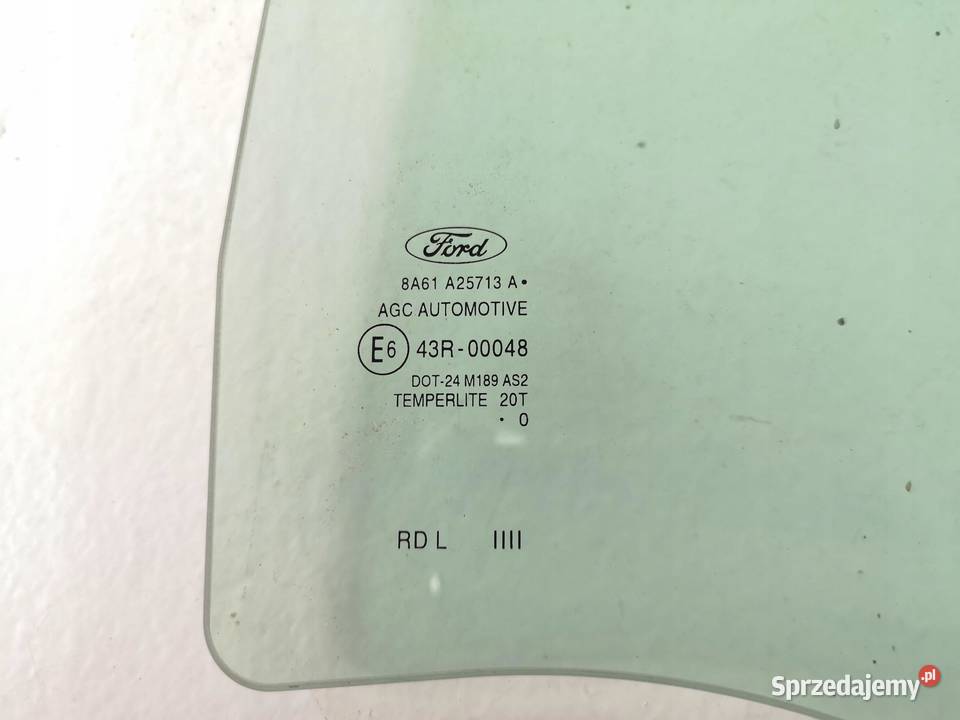 Ford
8A61 A25713 A•
AGC AUTOMOTIVE
E6 43R-00048
DOT-24 M189 AS2
TEMPERLITE 20T
• 0
RD L IIII
Sprzedajemy.pl